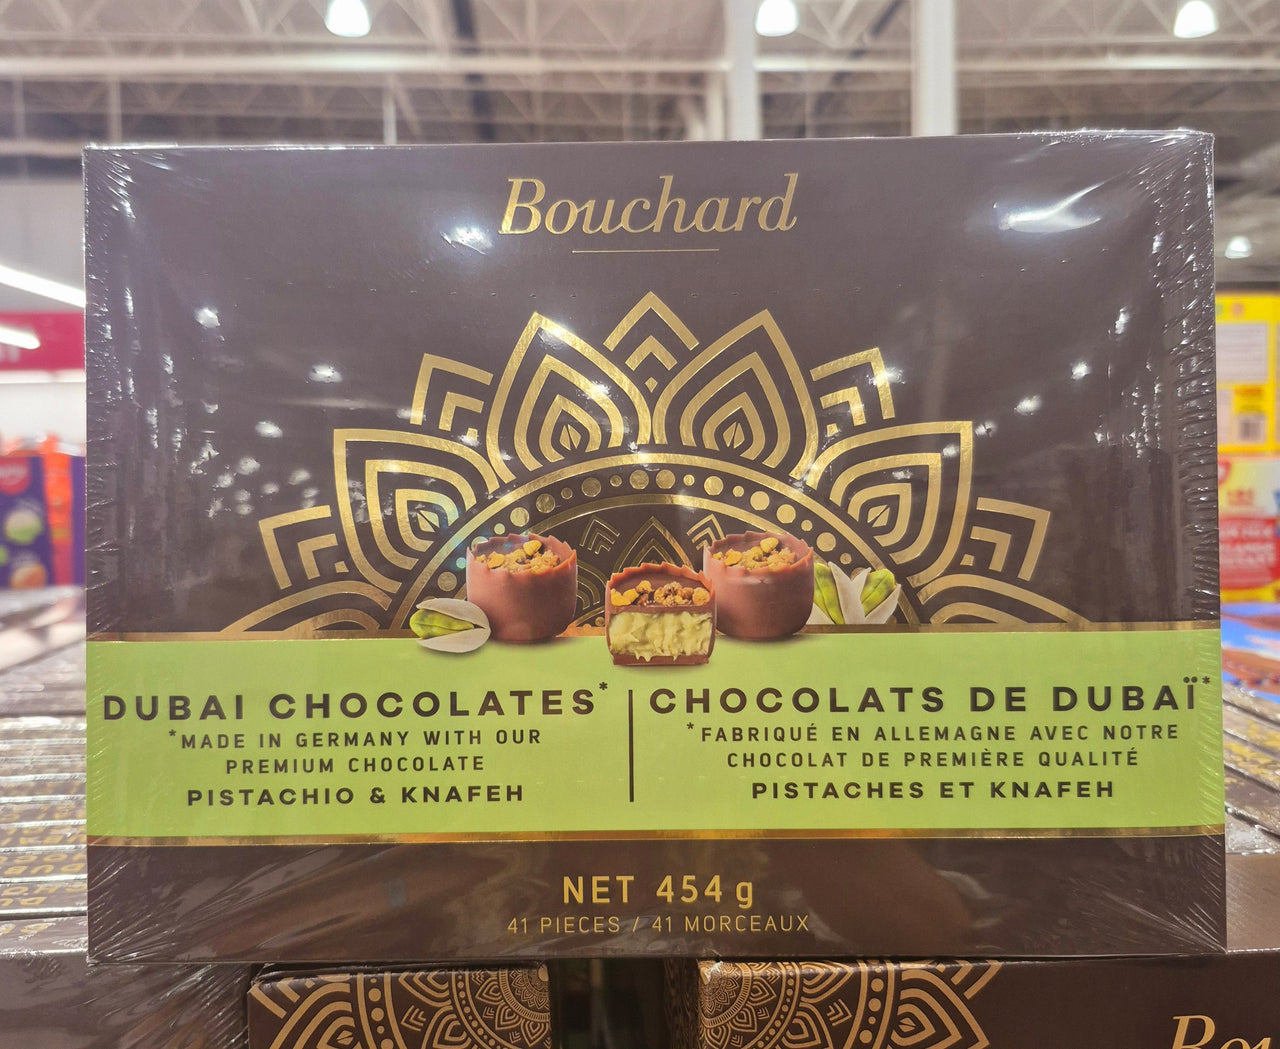 Bouchard
DUBAI CHOCOLATES*
*MADE IN GERMANY WITH OUR
PREMIUM CHOCOLATE
PISTACHIO & KNAFEH
CHOCOLATS DE DUBAÏ*
*FABRIQUÉ EN ALLEMAGNE AVEC NOTRE
CHOCOLAT DE PREMIÈRE QUALITÉ
PISTACHES ET KNAFEH
NET 454 g
41 PIECES / 41 MORCEAUX